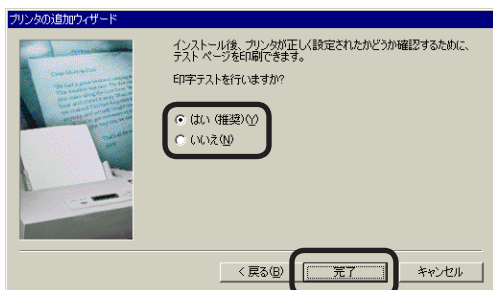 プリンタの追加ウィザード
インストール後、プリンタが正しく設定されたかどうか確認するために、
テスト ページを印刷できます。
印字テストを行いますか?
はい (推奨)(Y)
いいえ(N)
< 戻る(B)
完了
キャンセル